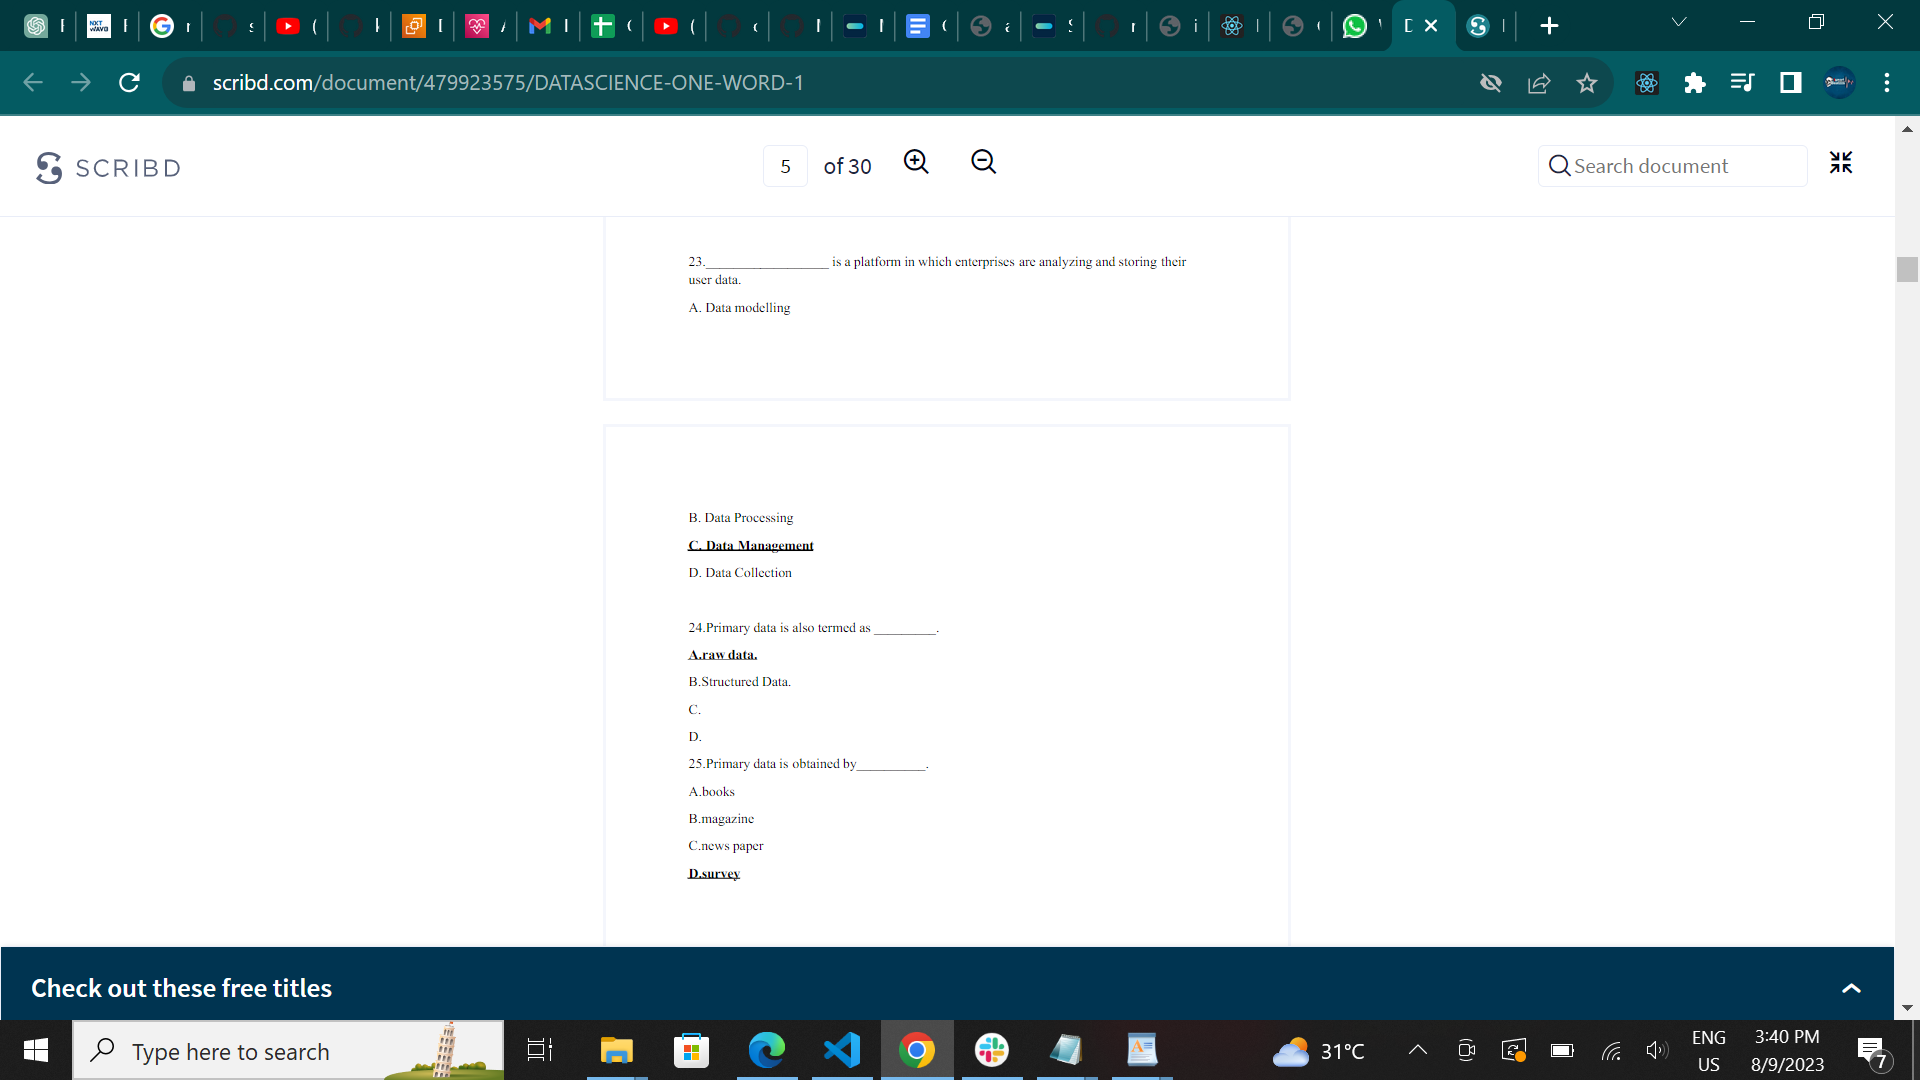 scribd.com/document/479923575/DATASCIENCE-ONE-WORD-1
SCRIBD
5 of 30
Search document
23.__________________ is a platform in which enterprises are analyzing and storing their
user data.
A. Data modelling
B. Data Processing
C. Data Management
D. Data Collection
24.Primary data is also termed as _________.
A.raw data.
B.Structured Data.
C.
D.
25.Primary data is obtained by__________.
A.books
B.magazine
C.news paper
D.survey
Check out these free titles
Type here to search
31°C
ENG
US
3:40 PM
8/9/2023
7